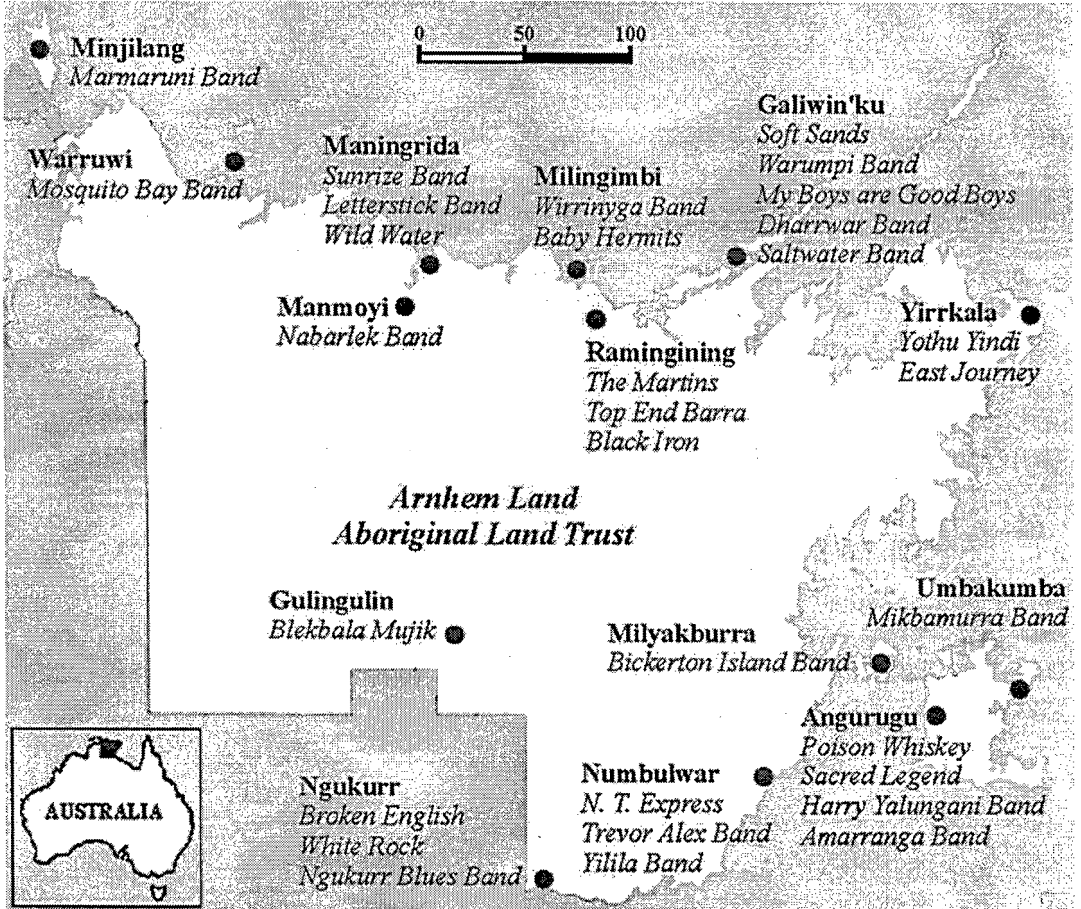 0 50 100
Minjilang
Marmaruni Band
Warruwi
Mosquito Bay Band
Maningrida
Sunrize Band
Letterstick Band
Wild Water
Milingimbi
Wirrinyga Band
Baby Hermits
Galiwin'ku
Soft Sands
Warumpi Band
My Boys are Good Boys
Dharrwar Band
Saltwater Band
Manmoyi
Nabarlek Band
Ramingining
The Martins
Top End Barra
Black Iron
Yirrkala
Yothu Yindi
East Journey
Arnhem Land
Aboriginal Land Trust
Gulingulin
Blekbala Mujik
Milyakburra
Bickerton Island Band
Umbakumba
Mikbamurra Band
Angurugu
Poison Whiskey
Sacred Legend
Harry Yalungani Band
Amarranga Band
Numbulwar
N. T. Express
Trevor Alex Band
Yilila Band
Ngukurr
Broken English
White Rock
Ngukurr Blues Band
AUSTRALIA